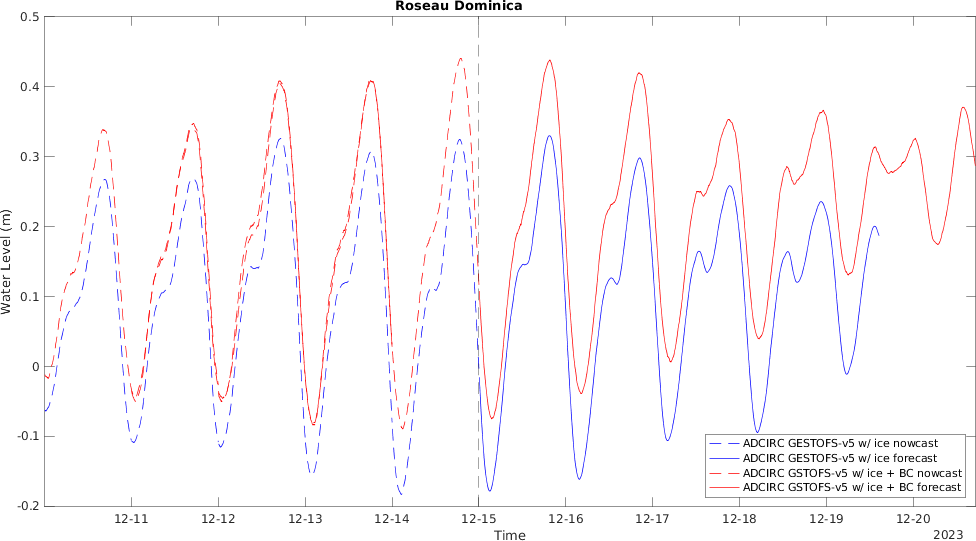 Roseau Dominica
0.5
0.4
0.3
0.2
0.1
0
-0.1
-0.2
Water Level (m)
ADCIRC GESTOFS-v5 w/ ice nowcast
ADCIRC GESTOFS-v5 w/ ice forecast
ADCIRC GSTOFS-v5 w/ ice + BC nowcast
ADCIRC GSTOFS-v5 w/ ice + BC forecast
12-11 12-12 12-13 12-14 12-15 12-16 12-17 12-18 12-19 12-20
Time
2023